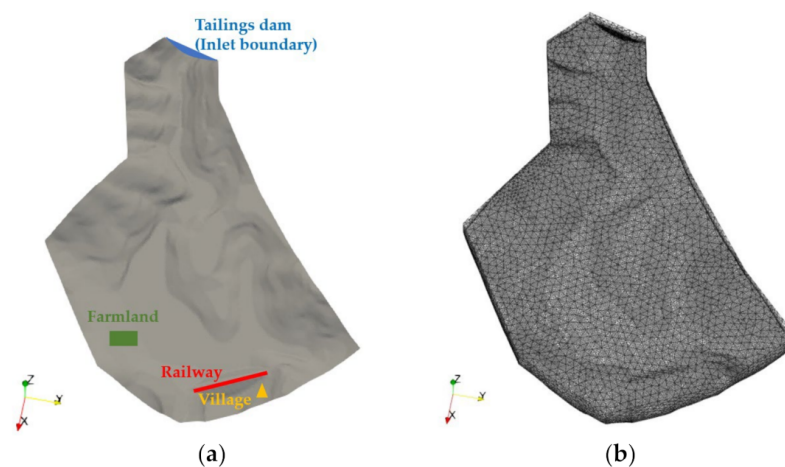 Tailings dam
(Inlet boundary)
Farmland
Railway
Village
Z
Y
X
(a)
Z
Y
X
(b)